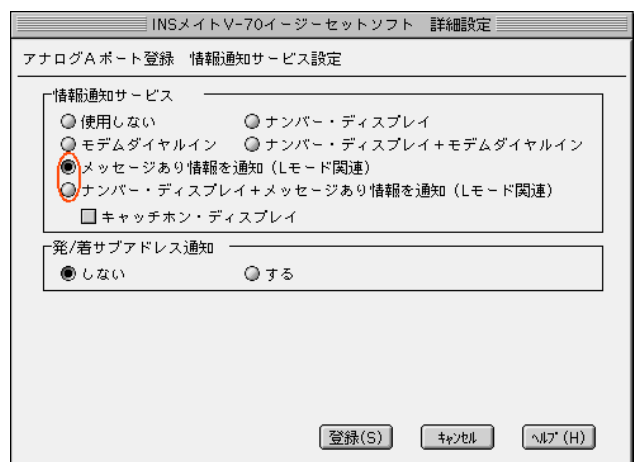 INSメイトV-70イージーセットソフト 詳細設定
アナログAポート登録 情報通知サービス設定
情報通知サービス
使用しない ナンバー・ディスプレイ
モデムダイヤルイン ナンバー・ディスプレイ+モデムダイヤルイン
メッセージあり情報を通知(Lモード関連)
ナンバー・ディスプレイ+メッセージあり情報を通知(Lモード関連)
キャッチホン・ディスプレイ
発/着サブアドレス通知
しない する
登録(S) キャンセル ヘルプ(H)